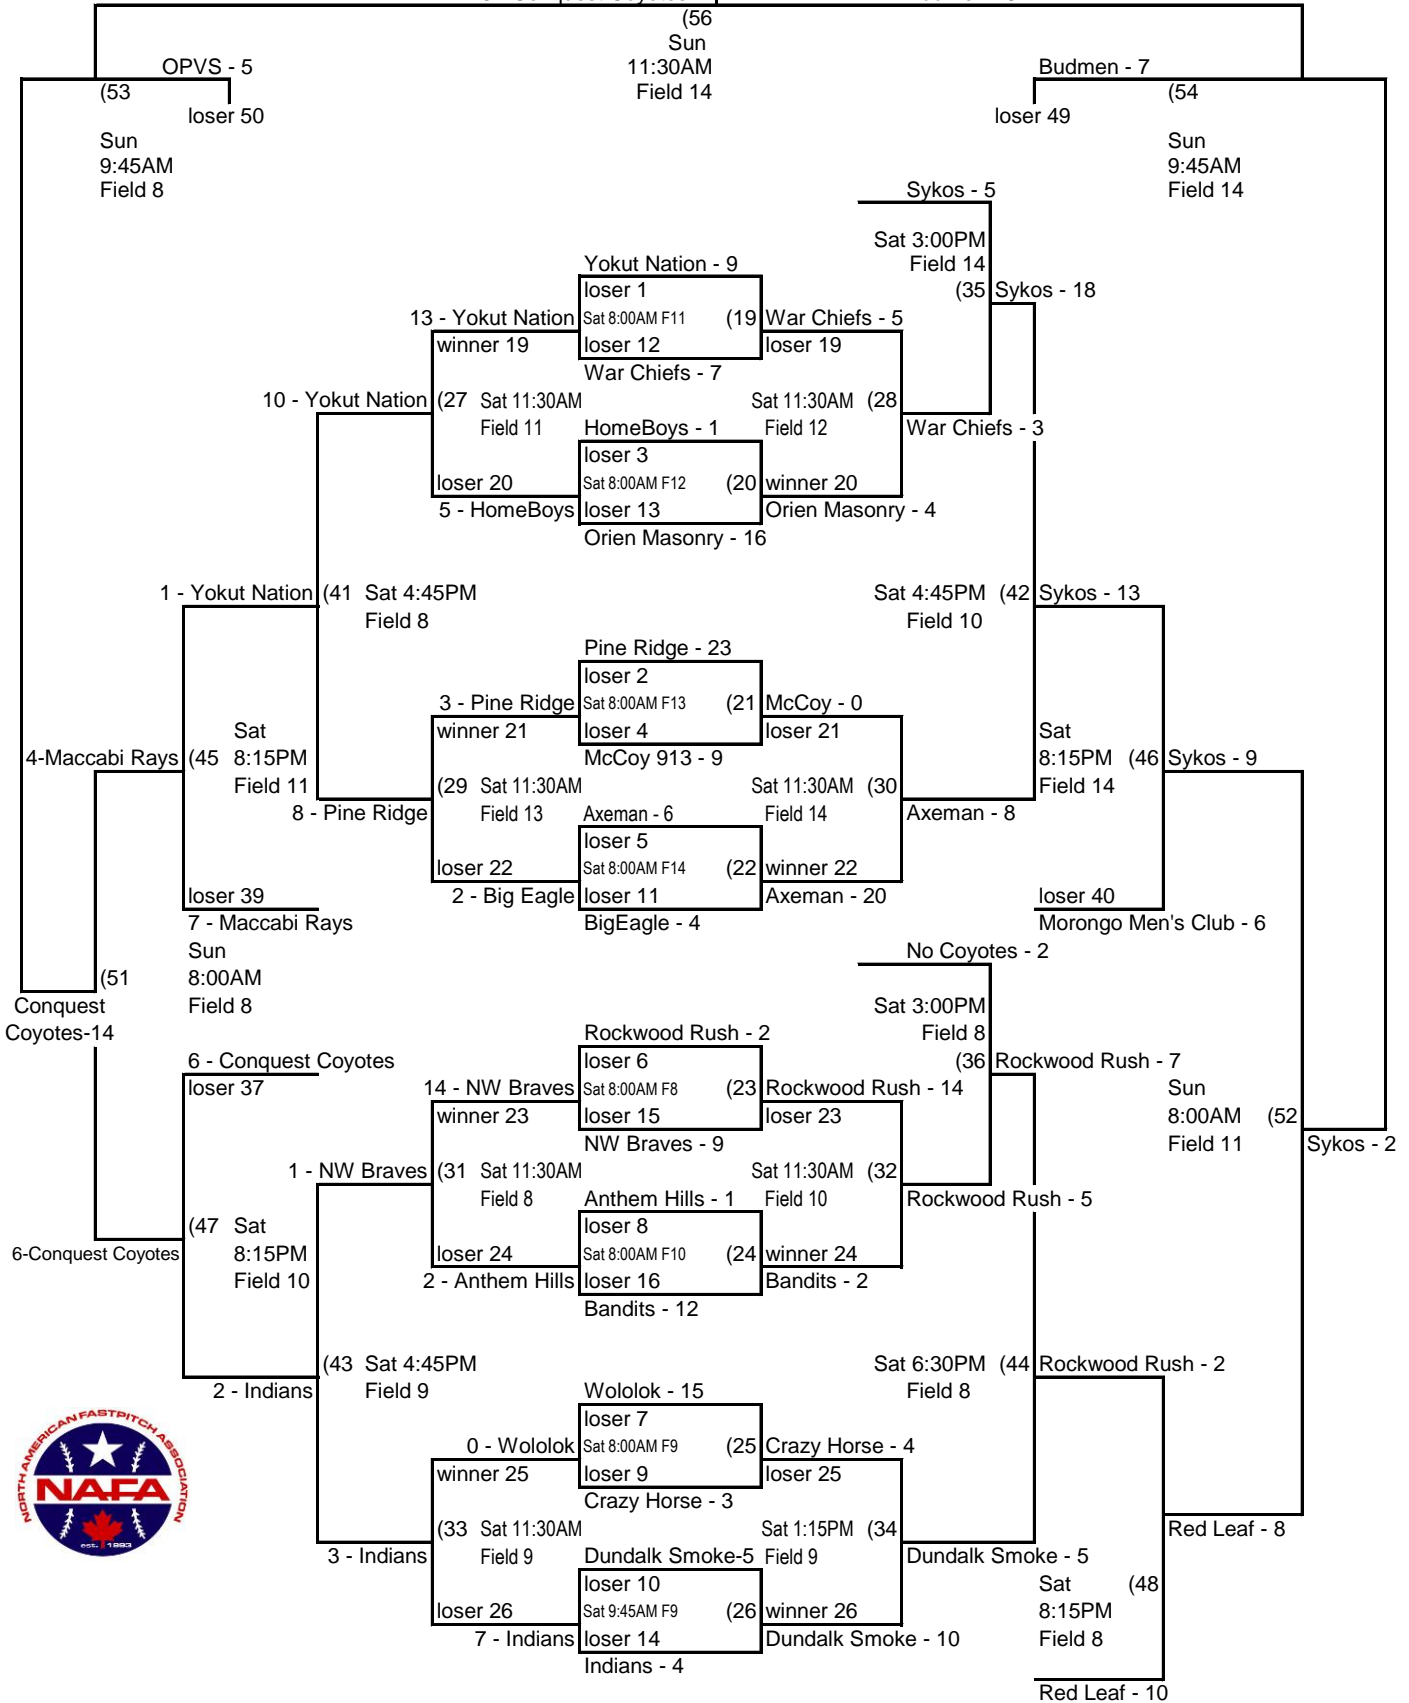 (56
Sun
11:30AM
Field 14
OPVS - 5
(53
loser 50
Sun
9:45AM
Field 8
Budmen - 7
(54
loser 49
Sun
9:45AM
Field 14
Sykos - 5
Sat 3:00PM
Field 14
(35 Sykos - 18
Yokut Nation - 9
loser 1
13 - Yokut Nation Sat 8:00AM F11 (19 War Chiefs - 5
winner 19 loser 12 loser 19
War Chiefs - 7
10 - Yokut Nation (27 Sat 11:30AM Sat 11:30AM (28
Field 11 HomeBoys - 1 Field 12 War Chiefs - 3
loser 3
loser 20 Sat 8:00AM F12 (20 winner 20
5 - HomeBoys loser 13 Orien Masonry - 4
Orien Masonry - 16
1 - Yokut Nation (41 Sat 4:45PM Sat 4:45PM (42 Sykos - 13
Field 8 Field 10
Pine Ridge - 23
loser 2
3 - Pine Ridge Sat 8:00AM F13 (21 McCoy - 0
winner 21 loser 4 loser 21
McCoy 913 - 9
Sat
4-Maccabi Rays (45 8:15PM
Field 11
Sat
8:15PM (46 Sykos - 9
Field 14
(29 Sat 11:30AM Sat 11:30AM (30
8 - Pine Ridge Field 13 Axeman - 6 Field 14 Axeman - 8
loser 5
loser 22 Sat 8:00AM F14 (22 winner 22
2 - Big Eagle loser 11 Axeman - 20
BigEagle - 4
loser 39
7 - Maccabi Rays
loser 40
Morongo Men's Club - 6
Sun
(51 8:00AM
Field 8
Conquest
Coyotes-14
No Coyotes - 2
Sat 3:00PM
Field 8
(36 Rockwood Rush - 7
Rockwood Rush - 2
6 - Conquest Coyotes
loser 37
loser 6
14 - NW Braves Sat 8:00AM F8 (23 Rockwood Rush - 14
winner 23 loser 15 loser 23
NW Braves - 9
Sun
8:00AM (52
Field 11 Sykos - 2
1 - NW Braves (31 Sat 11:30AM Sat 11:30AM (32
Field 8 Anthem Hills - 1 Field 10 Rockwood Rush - 5
loser 8
loser 24 Sat 8:00AM F10 (24 winner 24
2 - Anthem Hills loser 16 Bandits - 2
Bandits - 12
(47 Sat
6-Conquest Coyotes 8:15PM
Field 10
(43 Sat 4:45PM Sat 6:30PM (44 Rockwood Rush - 2
2 - Indians Field 9 Field 8
Wololok - 15
loser 7
0 - Wololok Sat 8:00AM F9 (25 Crazy Horse - 4
winner 25 loser 9 loser 25
Crazy Horse - 3
(33 Sat 11:30AM Sat 1:15PM (34
3 - Indians Field 9 Dundalk Smoke-5 Field 9 Dundalk Smoke - 5
Red Leaf - 8
loser 10
loser 26 Sat 9:45AM F9 (26 winner 26
7 - Indians loser 14 Dundalk Smoke - 10
Indians - 4
Sat (48
8:15PM
Field 8
Red Leaf - 10
NORTH AMERICAN FASTPITCH ASSOCIATION
NAFA
est. 1993